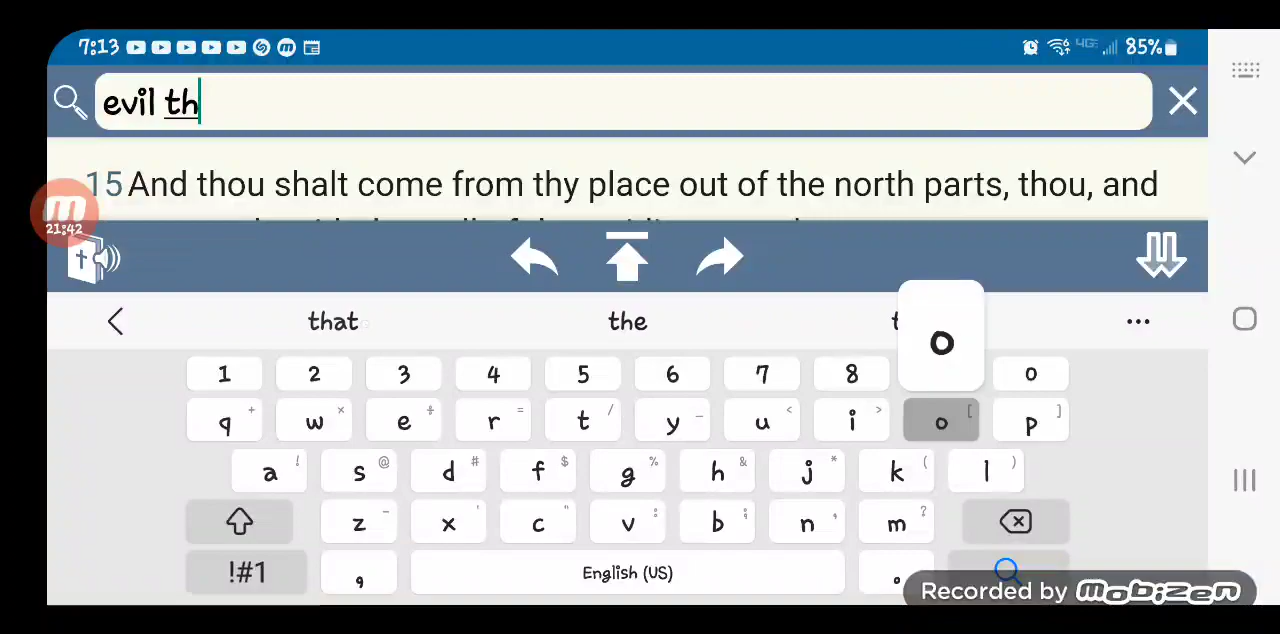 7:13 4GE 85%
evil th
15 And thou shalt come from thy place out of the north parts, thou, and
21:42
that the
o
1 2 3 4 5 6 7 8 0
q w e r t y u i o p
a s d f g h j k l
z x c v b n m
!#1 , English (US) .
Recorded by mobizen